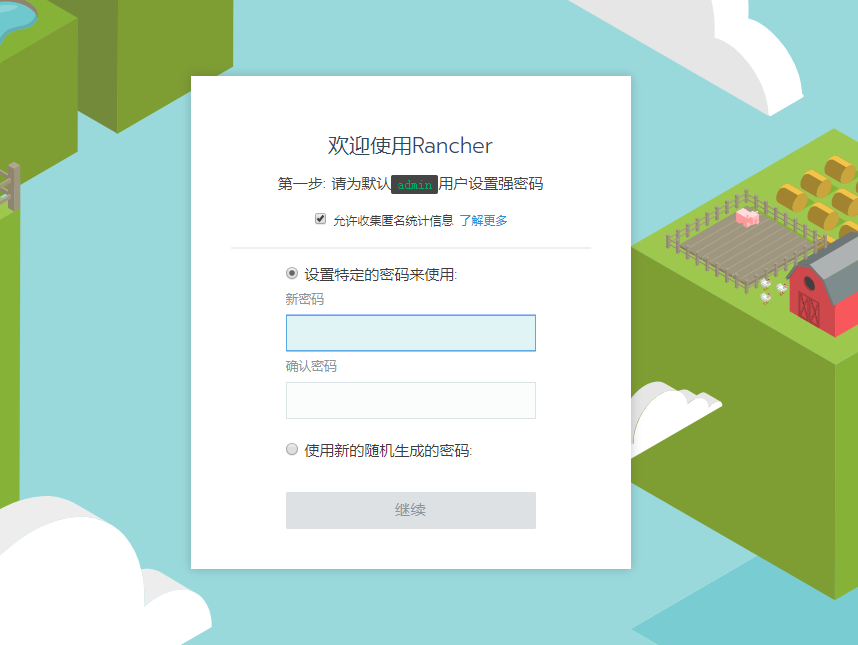 欢迎使用Rancher
第一步: 请为默认admin用户设置强密码
允许收集匿名统计信息 了解更多
设置特定的密码来使用:
新密码
确认密码
使用新的随机生成的密码:
继续